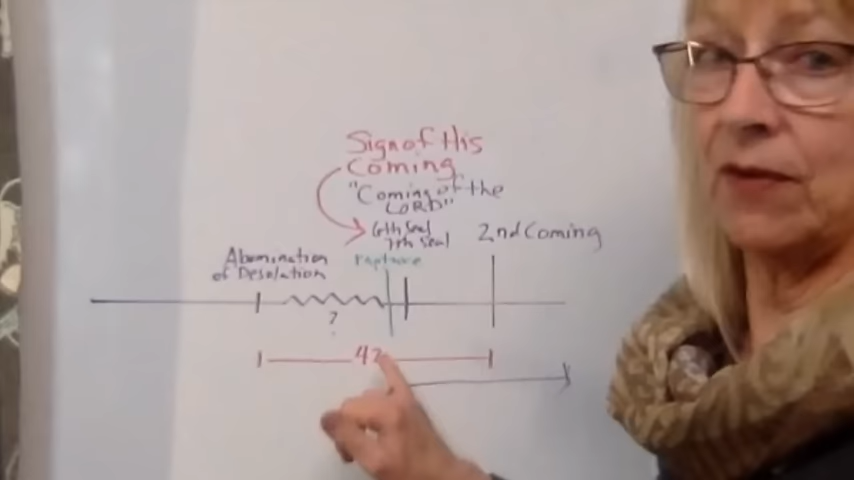 Sign of His
Coming
"Coming of the
LORD"
6th Seal
7th Seal
2nd Coming
Abomination
of Desolation
rapture
?
42